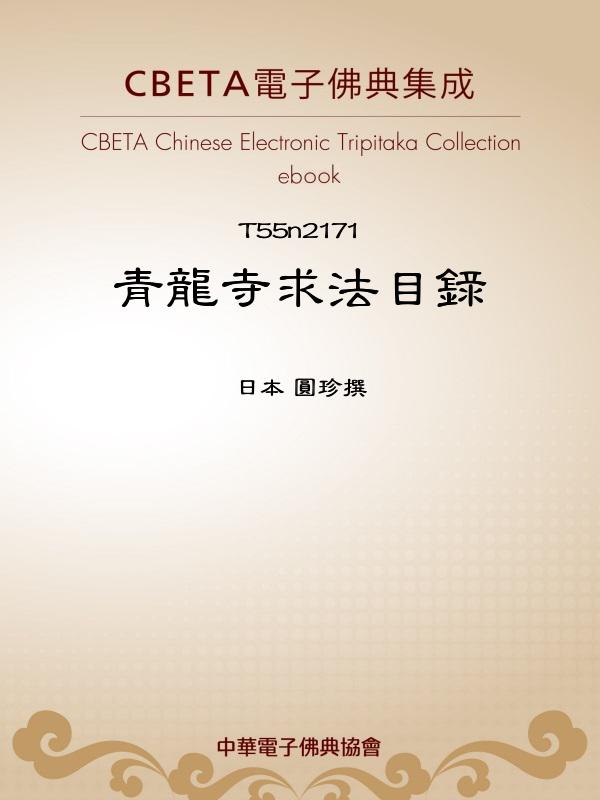 CBETA電子佛典集成
CBETA Chinese Electronic Tripitaka Collection
ebook
T55n2171
青龍寺求法目錄
日本 圓珍撰
中華電子佛典協會